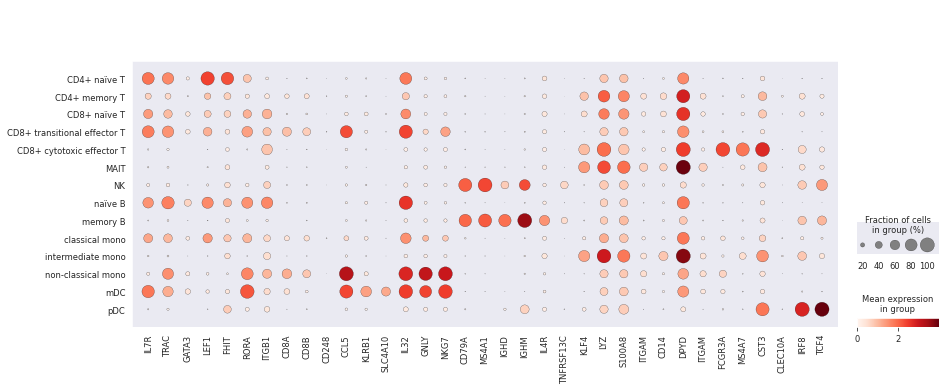 CD4+ naïve T
CD4+ memory T
CD8+ naïve T
CD8+ transitional effector T
CD8+ cytotoxic effector T
MAIT
NK
naïve B
memory B
classical mono
intermediate mono
non-classical mono
mDC
pDC
IL7R
TRAC
GATA3
LEF1
FHIT
RORA
ITGB1
CD8A
CD8B
CD248
CCL5
KLRB1
SLC4A10
IL32
GNLY
NKG7
CD79A
MS4A1
IGHD
IGHM
IL4R
TNFRSF13C
KLF4
LYZ
S100A8
ITGAM
CD14
DPYD
ITGAM
FCGR3A
MS4A7
CST3
CLEC10A
IRF8
TCF4
Fraction of cells
in group (%)
20 40 60 80 100
Mean expression
in group
0 2